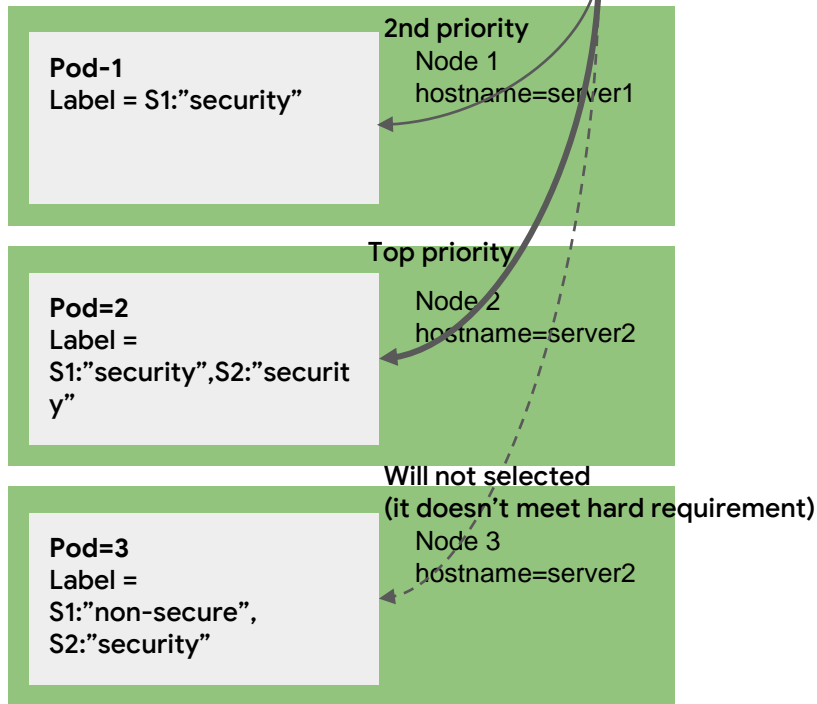 2nd priority
Pod-1
Label = S1:”security”
Node 1
hostname=server1
Top priority
Pod=2
Label =
S1:”security”,S2:”securit
y”
Node 2
hostname=server2
Will not selected
(it doesn’t meet hard requirement)
Pod=3
Label =
S1:”non-secure”,
S2:”security”
Node 3
hostname=server2